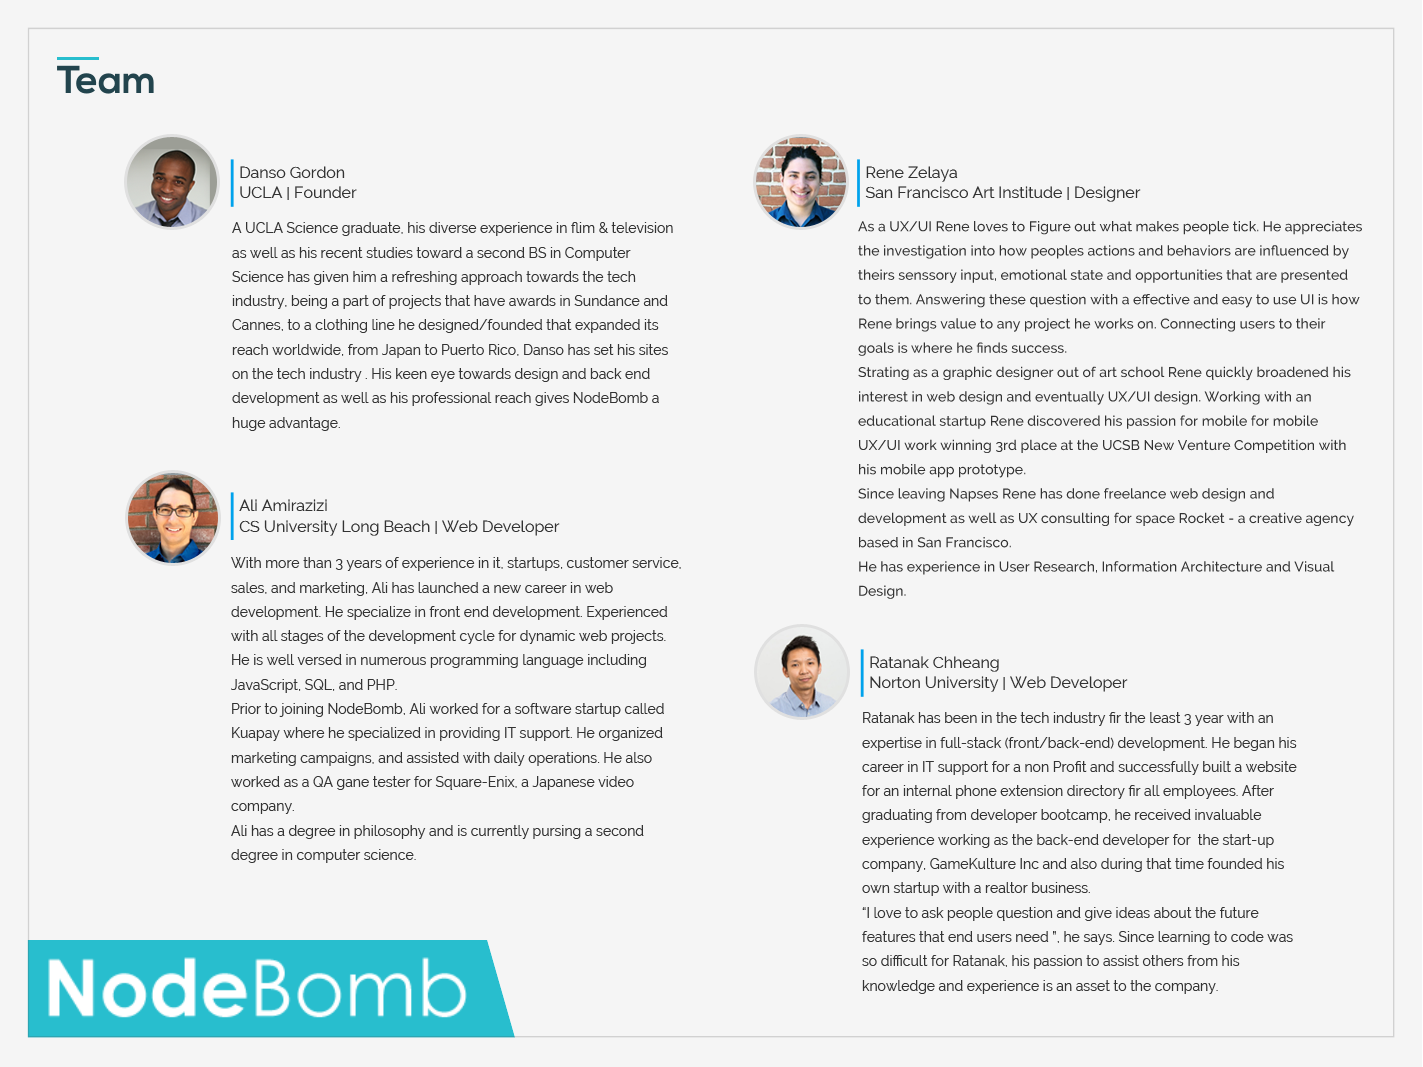 Team
Danso Gordon
UCLA | Founder
A UCLA Science graduate, his diverse experience in flim & television
as well as his recent studies toward a second BS in Computer
Science has given him a refreshing approach towards the tech
industry, being a part of projects that have awards in Sundance and
Cannes, to a clothing line he designed/founded that expanded its
reach worldwide, from Japan to Puerto Rico, Danso has set his sites
on the tech industry . His keen eye towards design and back end
development as well as his professional reach gives NodeBomb a
huge advantage.
Ali Amirazizi
CS University Long Beach | Web Developer
With more than 3 years of experience in it, startups, customer service,
sales, and marketing, Ali has launched a new career in web
development. He specialize in front end development. Experienced
with all stages of the development cycle for dynamic web projects.
He is well versed in numerous programming language including
JavaScript, SQL, and PHP.
Prior to joining NodeBomb, Ali worked for a software startup called
Kuapay where he specialized in providing IT support. He organized
marketing campaigns, and assisted with daily operations. He also
worked as a QA gane tester for Square-Enix, a Japanese video
company.
Ali has a degree in philosophy and is currently pursing a second
degree in computer science.
Rene Zelaya
San Francisco Art Institude | Designer
As a UX/UI Rene loves to Figure out what makes people tick. He appreciates
the investigation into how peoples actions and behaviors are influenced by
theirs senssory input, emotional state and opportunities that are presented
to them. Answering these question with a effective and easy to use UI is how
Rene brings value to any project he works on. Connecting users to their
goals is where he finds success.
Strating as a graphic designer out of art school Rene quickly broadened his
interest in web design and eventually UX/UI design. Working with an
educational startup Rene discovered his passion for mobile for mobile
UX/UI work winning 3rd place at the UCSB New Venture Competition with
his mobile app prototype.
Since leaving Napses Rene has done freelance web design and
development as well as UX consulting for space Rocket - a creative agency
based in San Francisco.
He has experience in User Research, Information Architecture and Visual
Design.
Ratanak Chheang
Norton University | Web Developer
Ratanak has been in the tech industry fir the least 3 year with an
expertise in full-stack (front/back-end) development. He began his
career in IT support for a non Profit and successfully built a website
for an internal phone extension directory fir all employees. After
graduating from developer bootcamp, he received invaluable
experience working as the back-end developer for  the start-up
company, GameKulture Inc and also during that time founded his
own startup with a realtor business.
“I love to ask people question and give ideas about the future
features that end users need ”, he says. Since learning to code was
so difficult for Ratanak, his passion to assist others from his
knowledge and experience is an asset to the company.
NodeBomb